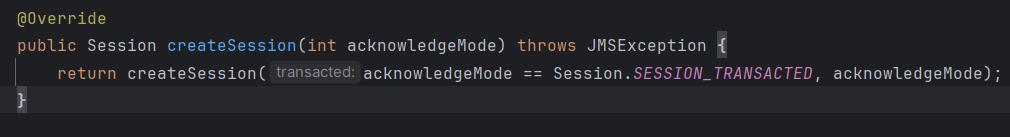 @Override
public Session createSession(int acknowledgeMode) throws JMSException {
    return createSession( transacted: acknowledgeMode == Session.SESSION_TRANSACTED, acknowledgeMode);
}